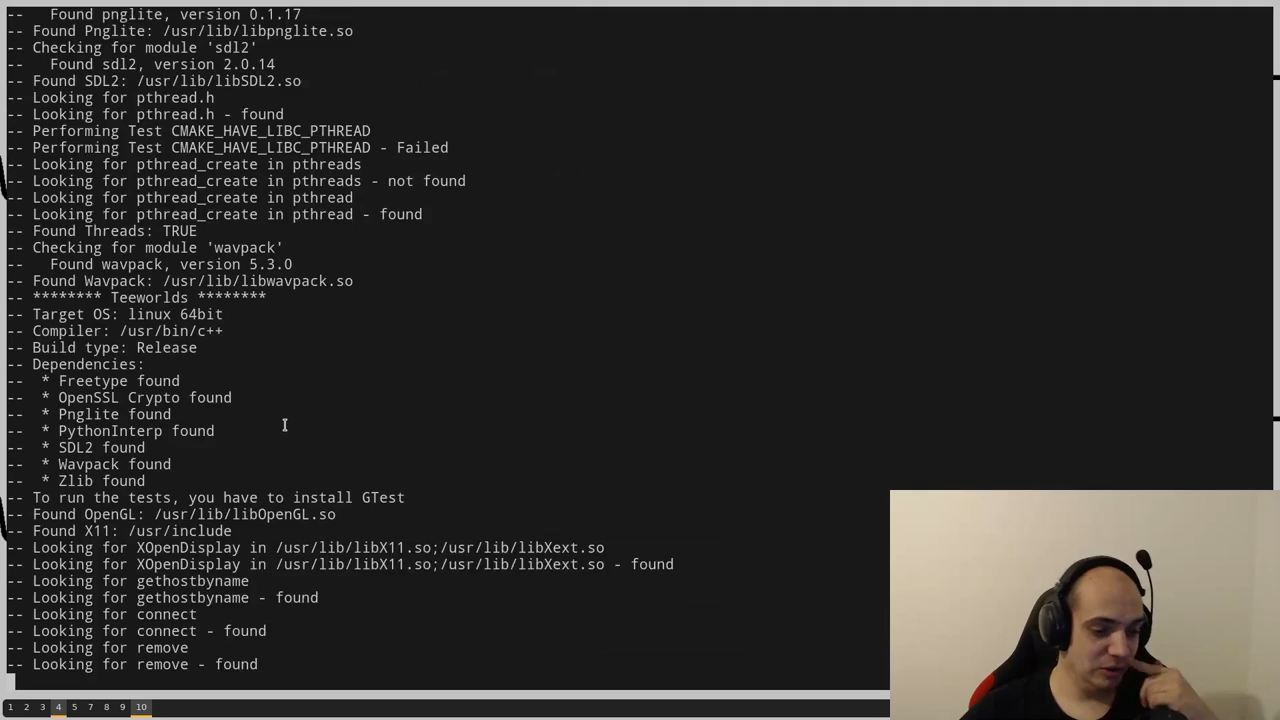 --   Found pnglite, version 0.1.17
-- Found Pnglite: /usr/lib/libpnglite.so
-- Checking for module 'sdl2'
--   Found sdl2, version 2.0.14
-- Found SDL2: /usr/lib/libSDL2.so
-- Looking for pthread.h
-- Looking for pthread.h - found
-- Performing Test CMAKE_HAVE_LIBC_PTHREAD
-- Performing Test CMAKE_HAVE_LIBC_PTHREAD - Failed
-- Looking for pthread_create in pthreads
-- Looking for pthread_create in pthreads - not found
-- Looking for pthread_create in pthread
-- Looking for pthread_create in pthread - found
-- Found Threads: TRUE
-- Checking for module 'wavpack'
--   Found wavpack, version 5.3.0
-- Found Wavpack: /usr/lib/libwavpack.so
-- ******** Teeworlds ********
-- Target OS: linux 64bit
-- Compiler: /usr/bin/c++
-- Build type: Release
-- Dependencies:
--  * Freetype found
--  * OpenSSL Crypto found
--  * Pnglite found
--  * PythonInterp found
--  * SDL2 found
--  * Wavpack found
--  * Zlib found
-- To run the tests, you have to install GTest
-- Found OpenGL: /usr/lib/libOpenGL.so
-- Found X11: /usr/include
-- Looking for XOpenDisplay in /usr/lib/libX11.so;/usr/lib/libXext.so
-- Looking for XOpenDisplay in /usr/lib/libX11.so;/usr/lib/libXext.so - found
-- Looking for gethostbyname
-- Looking for gethostbyname - found
-- Looking for connect
-- Looking for connect - found
-- Looking for remove
-- Looking for remove - found
1 2 3 4 5 7 8 9 10